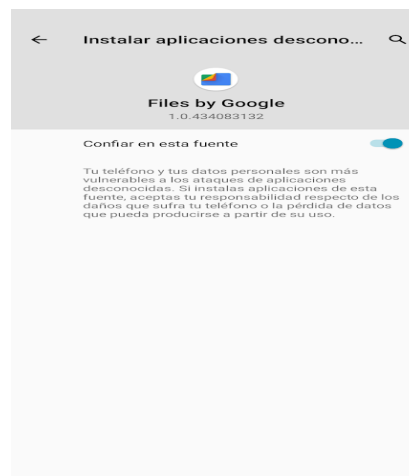 Instalar aplicaciones descono...
Files by Google
1.0.434083132
Confiar en esta fuente
Tu teléfono y tus datos personales son más
vulnerables a los ataques de aplicaciones
desconocidas. Si instalas aplicaciones de esta
fuente, aceptas tu responsabilidad respecto de los
daños que sufra tu teléfono o la pérdida de datos
que pueda producirse a partir de su uso.